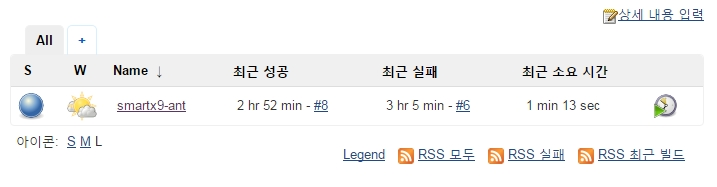 상세 내용 입력
All +
S W Name ↓ 최근 성공 최근 실패 최근 소요 시간
smartx9-ant 2 hr 52 min - #8 3 hr 5 min - #6 1 min 13 sec
아이콘: S M L
Legend RSS 모두 RSS 실패 RSS 최근 빌드